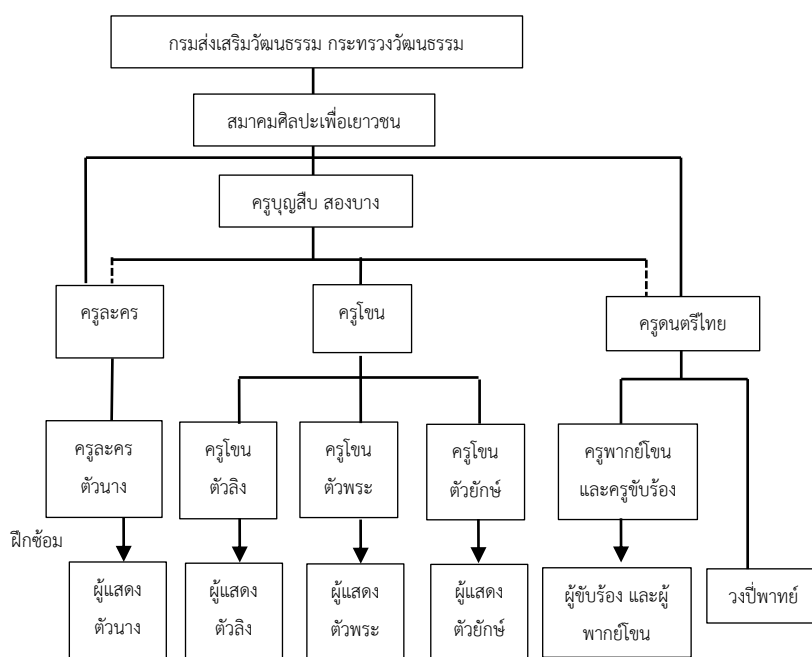 กรมส่งเสริมวัฒนธรรม กระทรวงวัฒนธรรม
สมาคมศิลปะเพื่อเยาวชน
ครูบุญสืบ สองบาง
ครูละคร
ครูโขน
ครูดนตรีไทย
ครูละคร
ตัวนาง
ครูโขน
ตัวลิง
ครูโขน
ตัวพระ
ครูโขน
ตัวยักษ์
ครูพากย์โขน
และครูขับร้อง
ฝึกซ้อม
ผู้แสดง
ตัวนาง
ผู้แสดง
ตัวลิง
ผู้แสดง
ตัวพระ
ผู้แสดง
ตัวยักษ์
ผู้ขับร้อง และผู้
พากย์โขน
วงปี่พาทย์